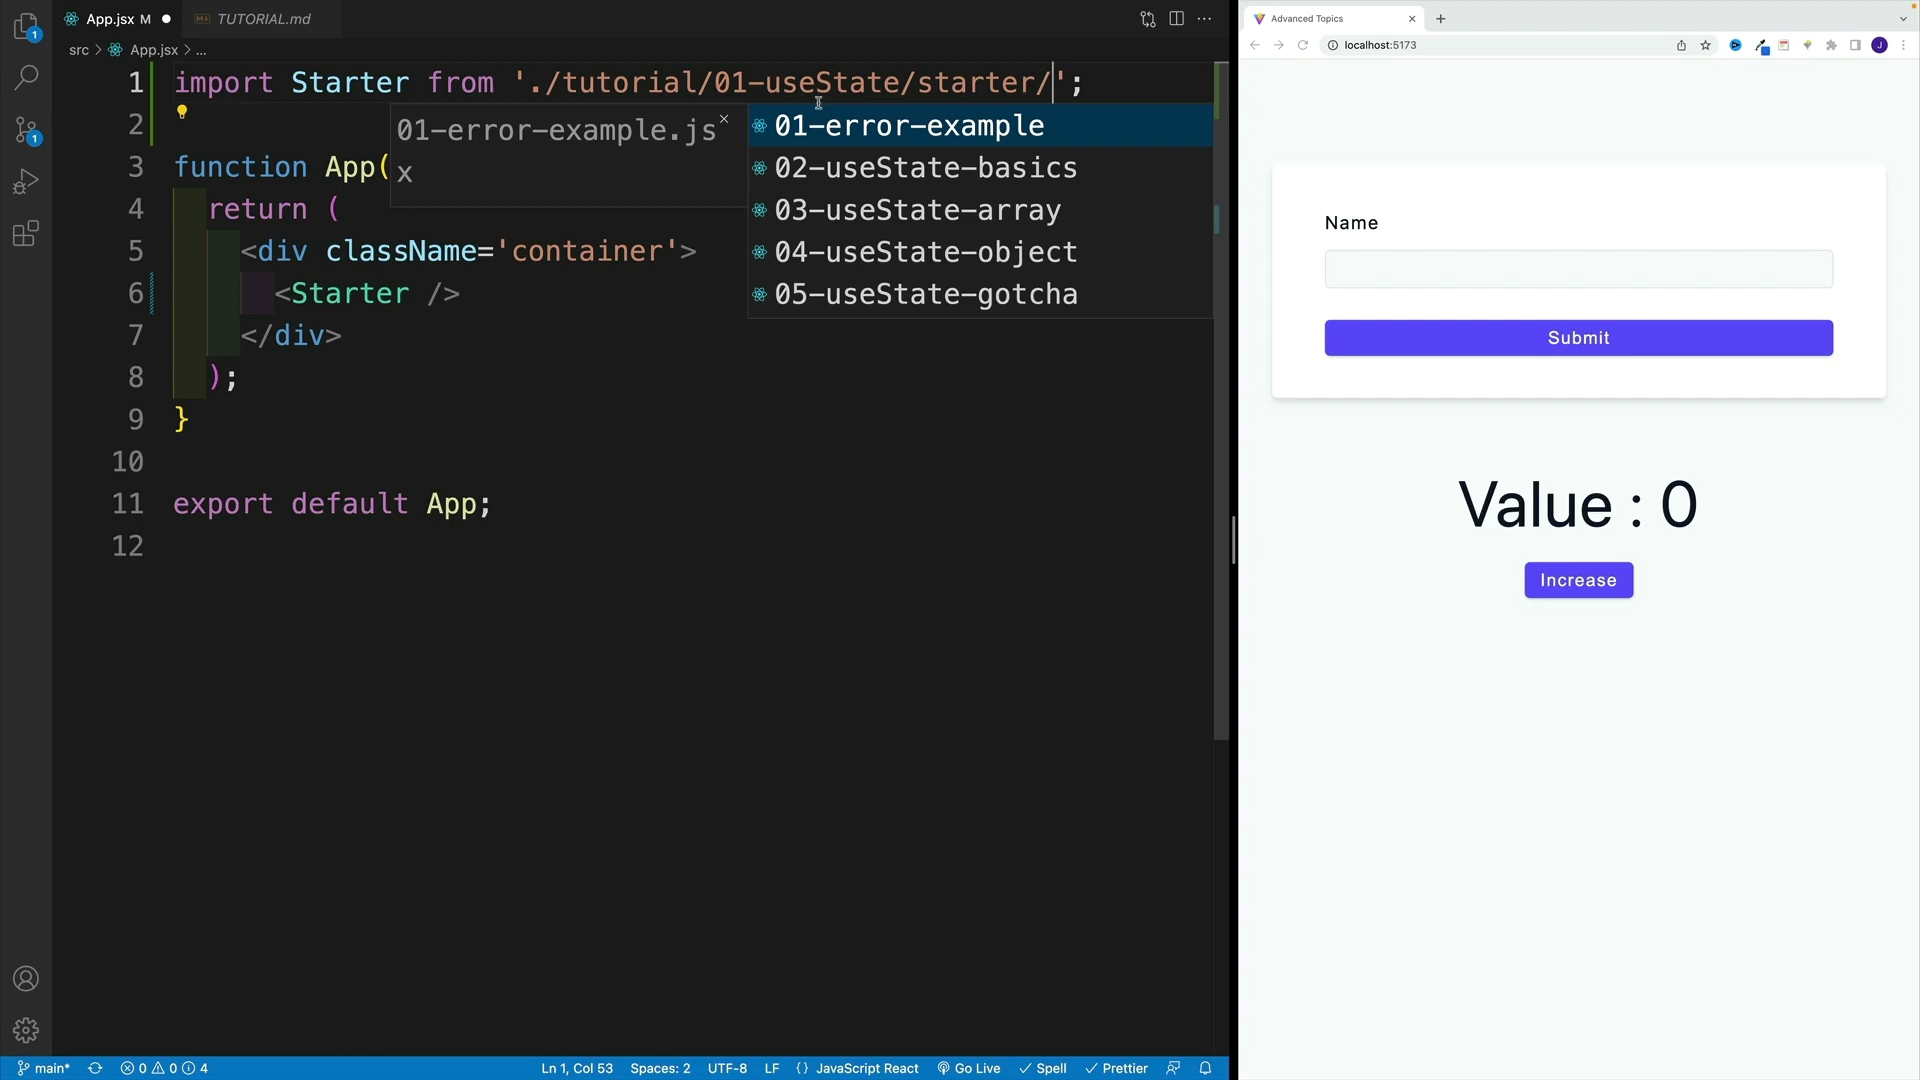 App.jsx M
TUTORIAL.md
src > App.jsx > ...
1 import Starter from './tutorial/01-useState/starter/';
2
01-error-example.js
x
01-error-example
02-useState-basics
03-useState-array
04-useState-object
05-useState-gotcha
3 function App(
4 return (
5 <div className='container'>
6 <Starter />
7 </div>
8 );
9 }
10
11 export default App;
12
1
1
main*
0 0 4
Ln 1, Col 53
Spaces: 2
UTF-8
LF
{} JavaScript React
Go Live
Spell
Prettier
Advanced Topics
localhost:5173
J
Name
Submit
Value : 0
Increase